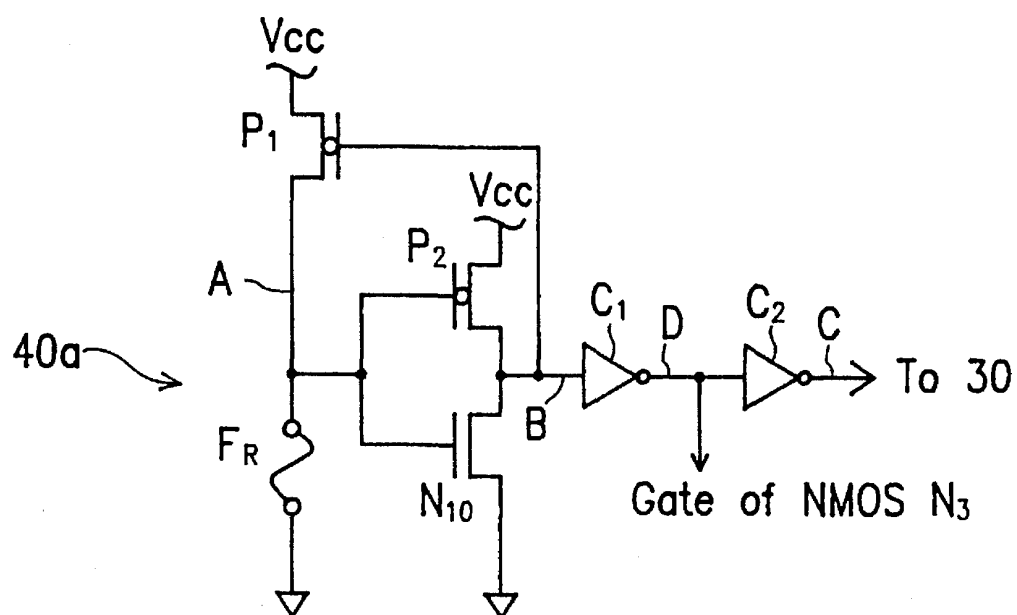 Vcc
P1
Vcc
P2
A
C1
D
C2
C
40a
To 30
B
FR
N10
Gate of NMOS N3